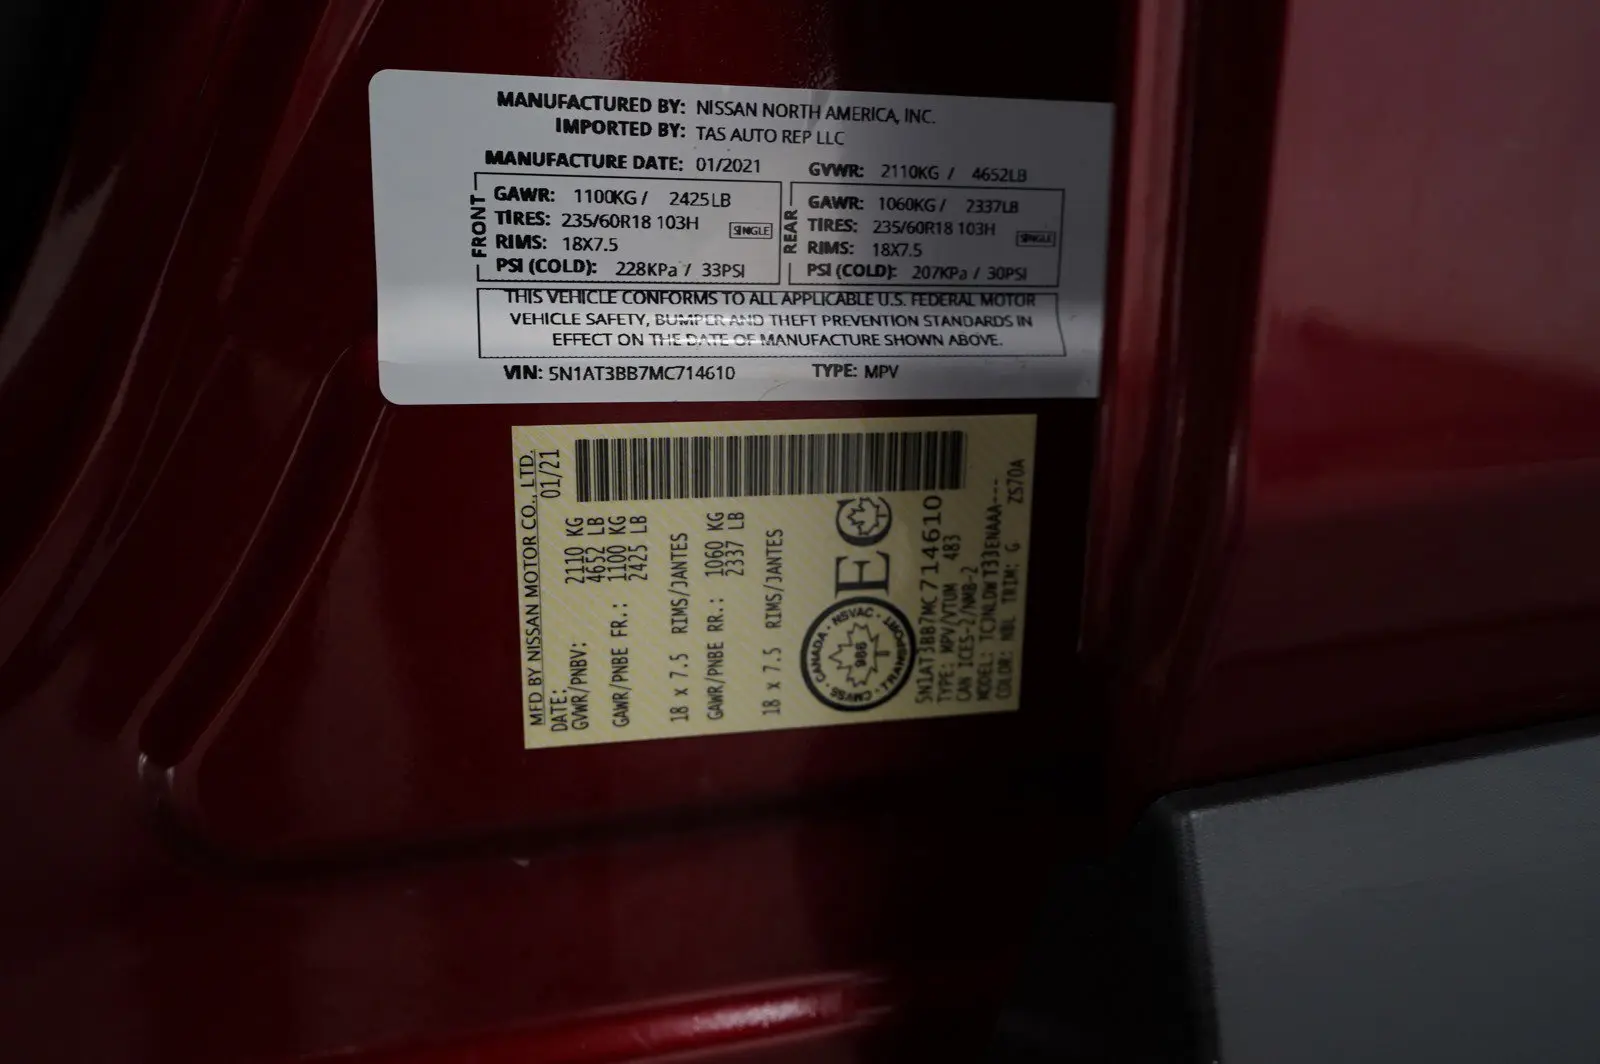 MANUFACTURED BY: NISSAN NORTH AMERICA, INC.
IMPORTED BY: TAS AUTO REP LLC
MANUFACTURE DATE: 01/2021
GVWR: 2110KG / 4652LB
FRONT
GAWR: 1100KG / 2425LB
TIRES: 235/60R18 103H SINGLE
RIMS: 18X7.5
PSI (COLD): 228KPa / 33PSI
REAR
GAWR: 1060KG / 2337LB
TIRES: 235/60R18 103H SINGLE
RIMS: 18X7.5
PSI (COLD): 207KPa / 30PSI
THIS VEHICLE CONFORMS TO ALL APPLICABLE U.S. FEDERAL MOTOR
VEHICLE SAFETY, BUMPER AND THEFT PREVENTION STANDARDS IN
EFFECT ON THE DATE OF MANUFACTURE SHOWN ABOVE.
VIN: 5N1AT3BB7MC714610 TYPE: MPV
MFD BY NISSAN MOTOR CO., LTD.
DATE: 01/21
GVWR/PNBV: 2110 KG
4652 LB
GAWR/PNBE FR.: 1100 KG
2425 LB
18 x 7.5 RIMS/JANTES
GAWR/PNBE RR.: 1060 KG
2337 LB
18 x 7.5 RIMS/JANTES
CANADA · NSVAC · TRANSPORT · CMVSS ·
986
EC
5N1AT3BB7MC714610
TYPE: MPV/VTUM 483
CAN ICES-2/NMB-2
MODEL: TCJNLDWT33ENAAA---
COLOR: NBL TRIM: G ZS70A